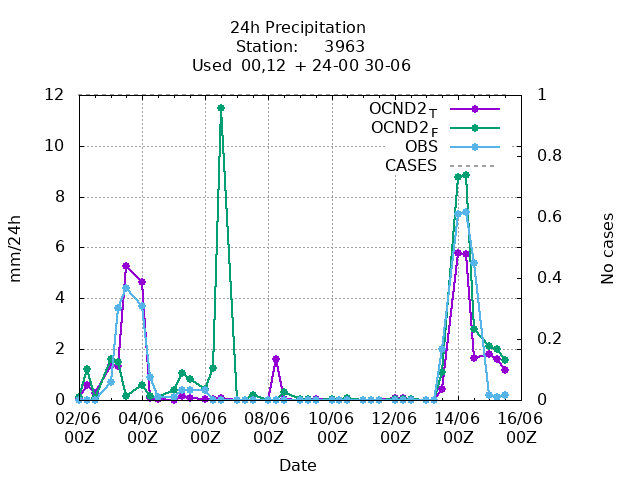 24h Precipitation
Station: 3963
Used 00,12 + 24-00 30-06
12 1
OCND2T
OCND2F
OBS
CASES
10
0.8
8
0.6
6
0.4
4
0.2
2
0 0
mm/24h
No cases
02/06 04/06 06/06 08/06 10/06 12/06 14/06 16/06
00Z 00Z 00Z 00Z 00Z 00Z 00Z 00Z
Date